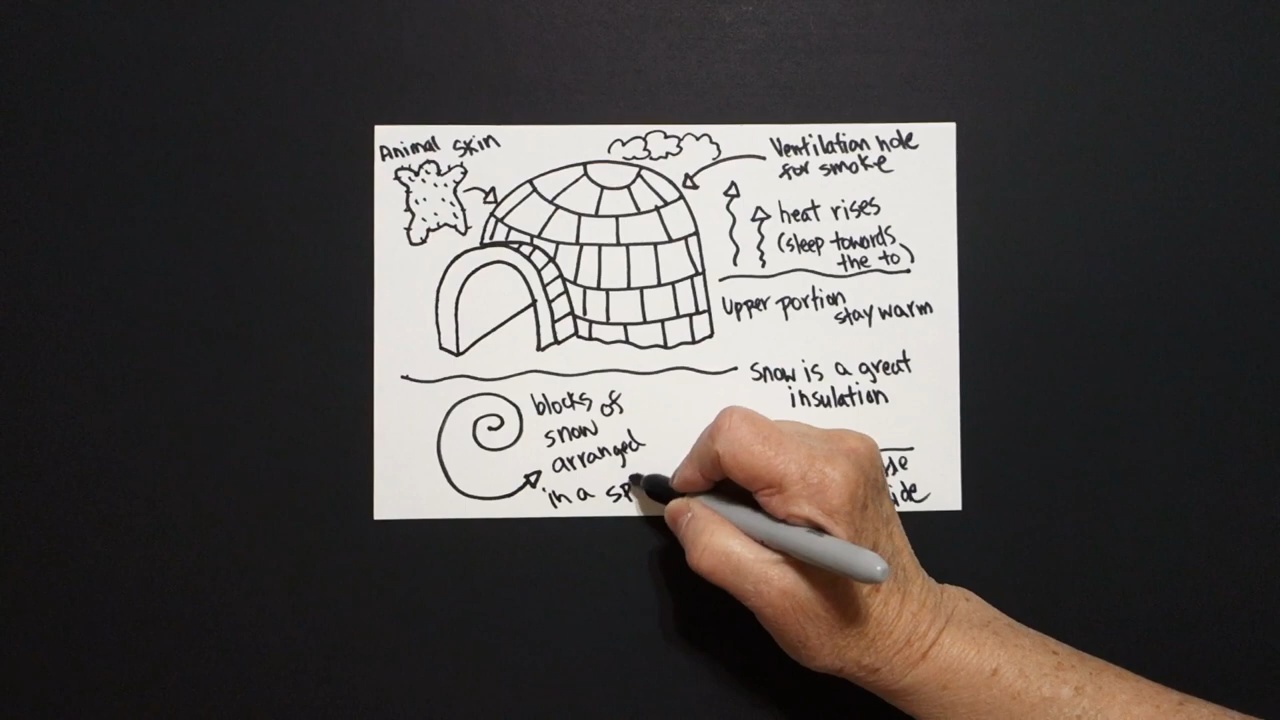 Animal Skin
Ventilation hole
for smoke
heat rises
(sleep towards
the to)
Upper portion
stay warm
Snow is a great
insulation
blocks of
snow
arranged
in a sp